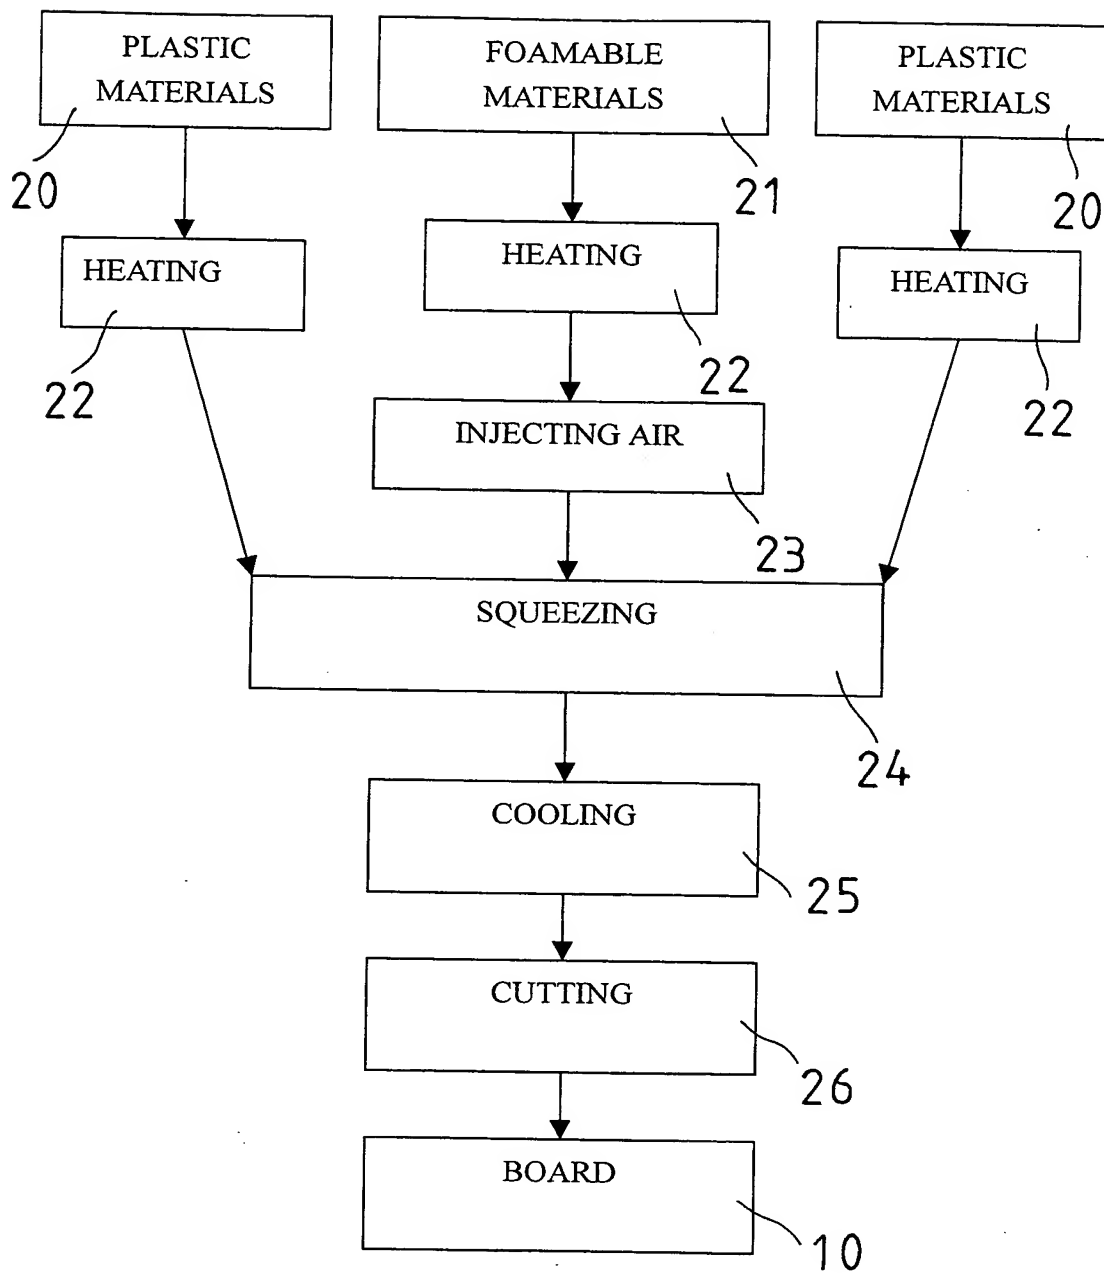 PLASTIC
MATERIALS
20
FOAMABLE
MATERIALS
21
PLASTIC
MATERIALS
20
HEATING
22
HEATING
22
HEATING
22
INJECTING AIR
23
SQUEEZING
24
COOLING
25
CUTTING
26
BOARD
10